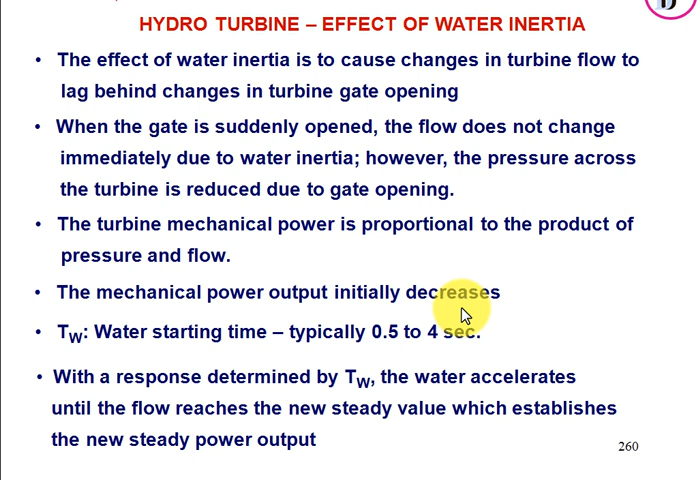 HYDRO TURBINE – EFFECT OF WATER INERTIA
• The effect of water inertia is to cause changes in turbine flow to
lag behind changes in turbine gate opening
• When the gate is suddenly opened, the flow does not change
immediately due to water inertia; however, the pressure across
the turbine is reduced due to gate opening.
• The turbine mechanical power is proportional to the product of
pressure and flow.
• The mechanical power output initially decreases
• TW: Water starting time – typically 0.5 to 4 sec.
• With a response determined by TW, the water accelerates
until the flow reaches the new steady value which establishes
the new steady power output
260